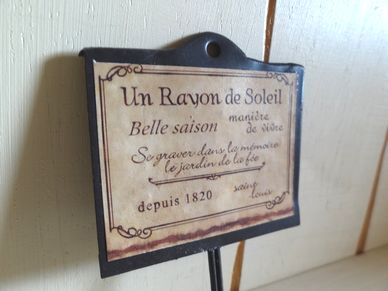 Un Rayon de Soleil
Belle saison
manière
de vivre
Se graver dans la mémoire
le jardin de la fée
depuis 1820
saint
louis